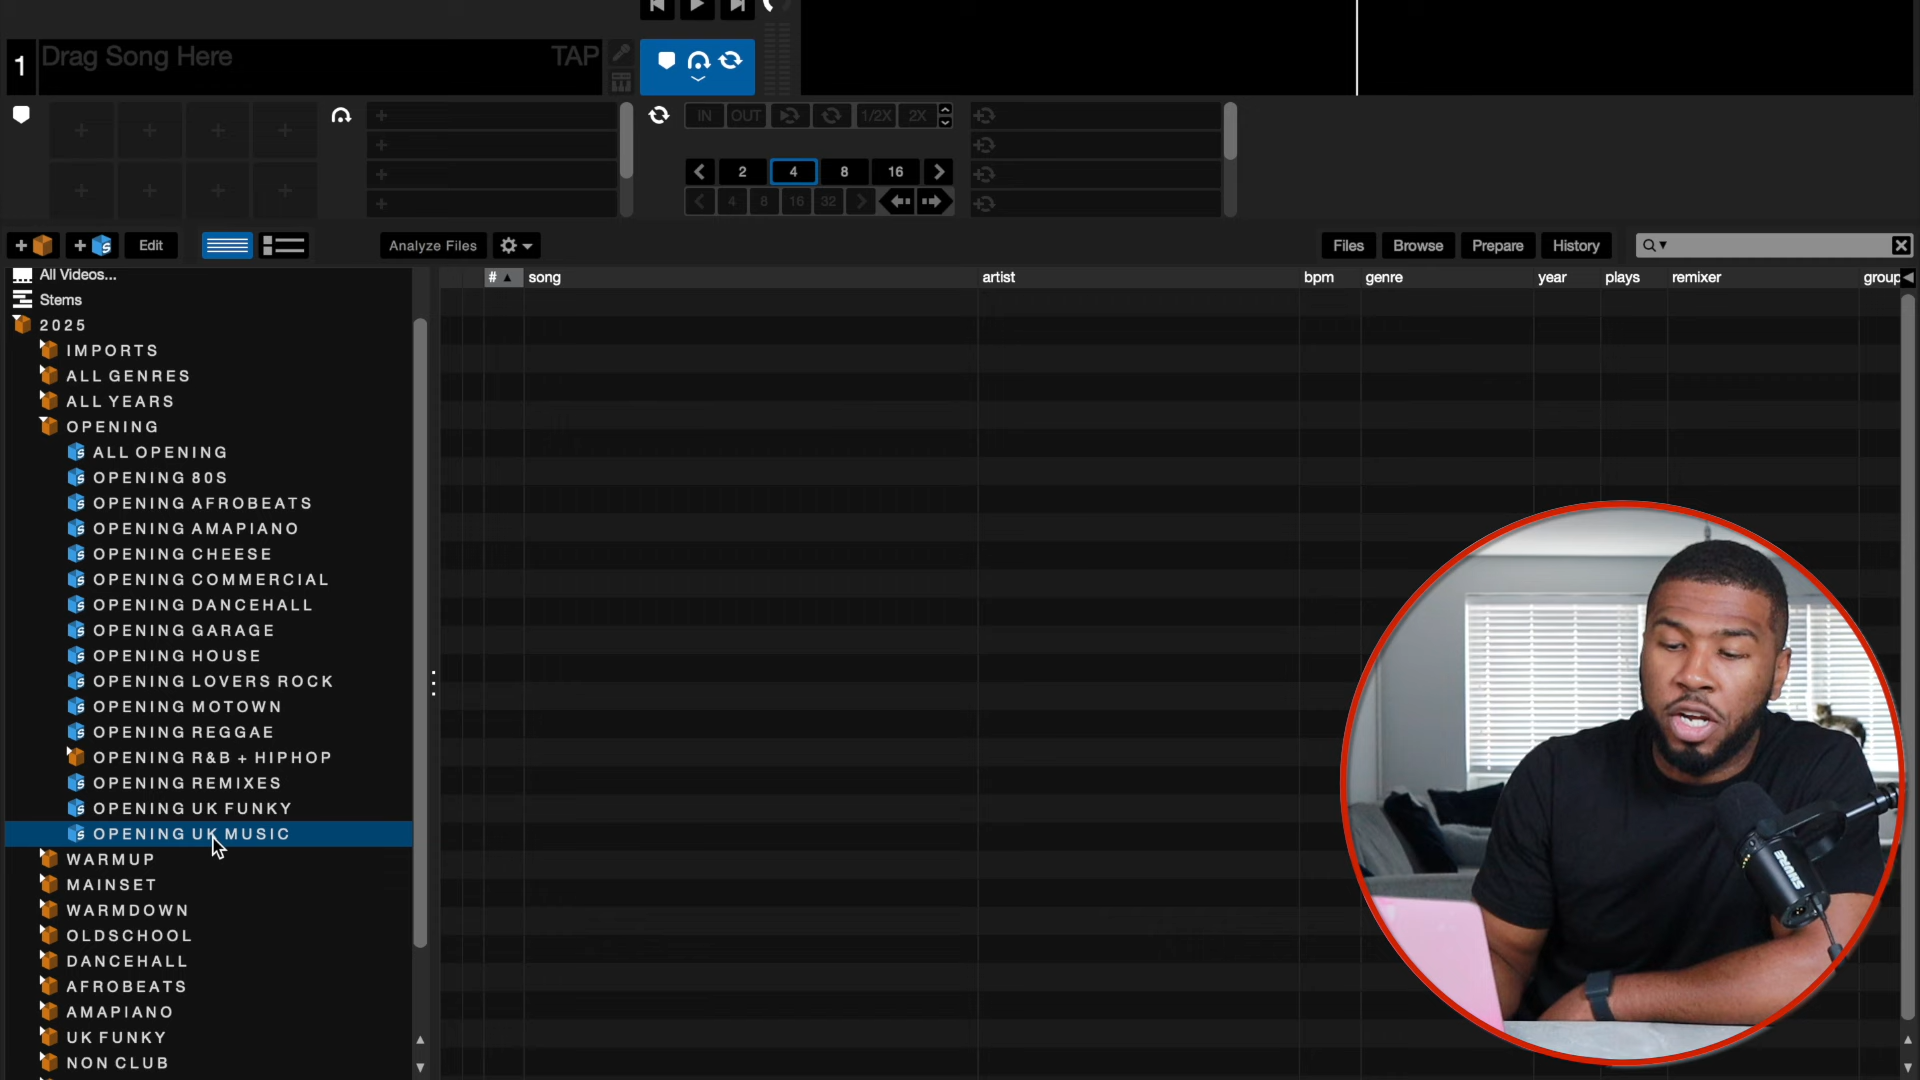 1 Drag Song Here TAP
+ + + + + IN OUT 1/2X 2X
+
+ + + + + < 2 4 8 16 >
+ < 4 8 16 32 >
+ + Edit Analyze Files Files Browse Prepare History
# song artist bpm genre year plays remixer group
All Videos...
Stems
2025
IMPORTS
ALL GENRES
ALL YEARS
OPENING
ALL OPENING
OPENING 80S
OPENING AFROBEATS
OPENING AMAPIANO
OPENING CHEESE
OPENING COMMERCIAL
OPENING DANCEHALL
OPENING GARAGE
OPENING HOUSE
OPENING LOVERS ROCK
OPENING MOTOWN
OPENING REGGAE
OPENING R&B + HIPHOP
OPENING REMIXES
OPENING UK FUNKY
OPENING UK MUSIC
WARMUP
MAINSET
WARMDOWN
OLDSCHOOL
DANCEHALL
AFROBEATS
AMAPIANO
UK FUNKY
NON CLUB
SHURE